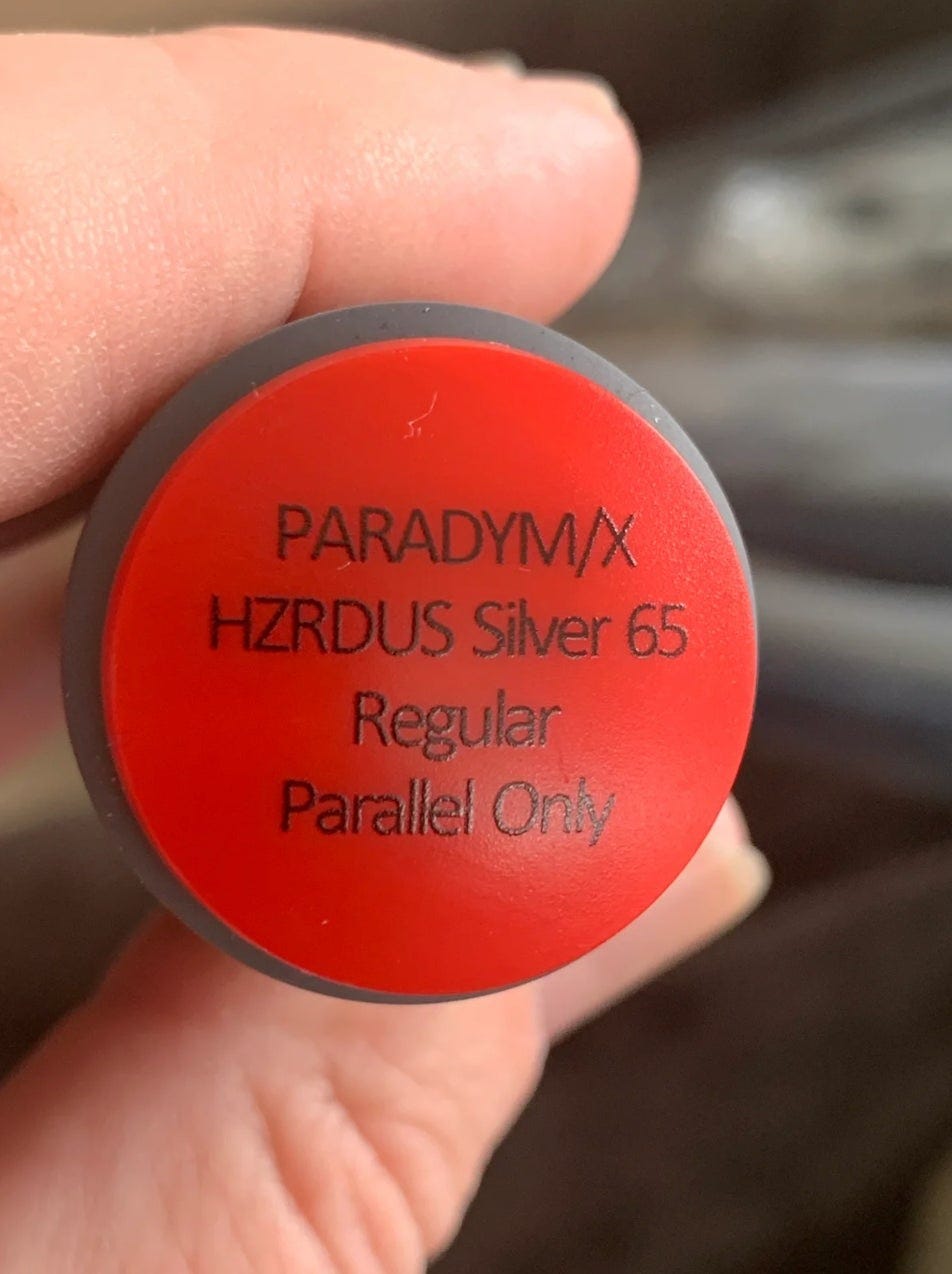 PARADYM/X
HZRDUS Silver 65
Regular
Parallel Only